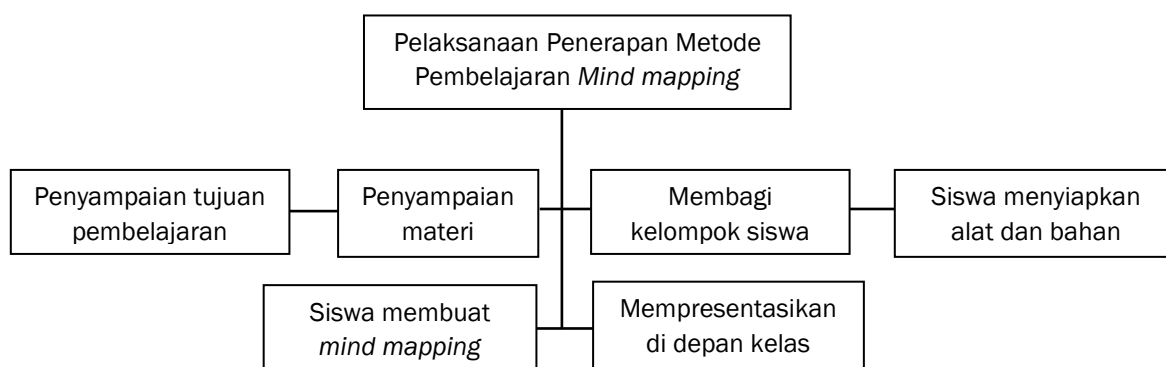 Pelaksanaan Penerapan Metode
Pembelajaran Mind mapping
Penyampaian tujuan
pembelajaran
Penyampaian
materi
Membagi
kelompok siswa
Siswa menyiapkan
alat dan bahan
Siswa membuat
mind mapping
Mempresentasikan
di depan kelas